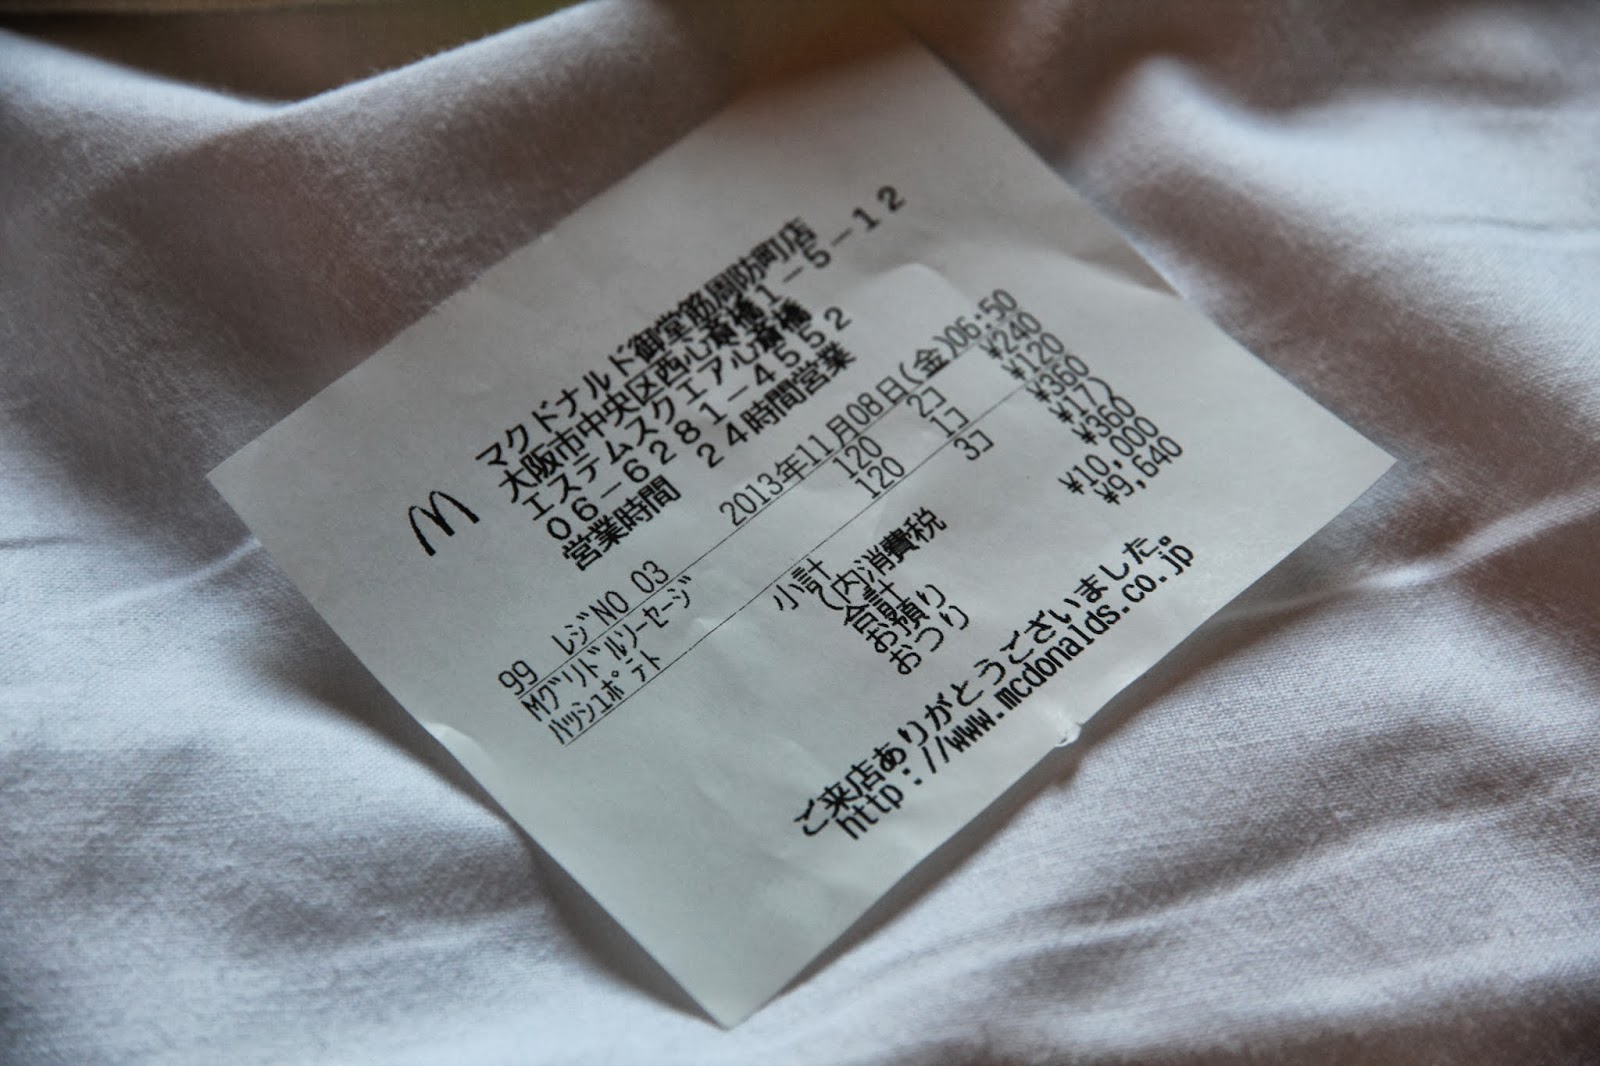 マクドナルド御堂筋周防町店
大阪市中央区西心斎橋1-5-12
エステムスクエア心斎橋
06-6281-4552
営業時間 24時間営業
99 レジNO 03 2013年11月08日(金)06:50
Mグリドルソーセージ 120 2コ ¥240
ハッシュポテト 120 1コ ¥120
小計 3コ ¥360
(内消費税 ¥17)
合計 ¥360
お預り ¥10,000
おつり ¥9,640
ご来店ありがとうございました。
http://www.mcdonalds.co.jp